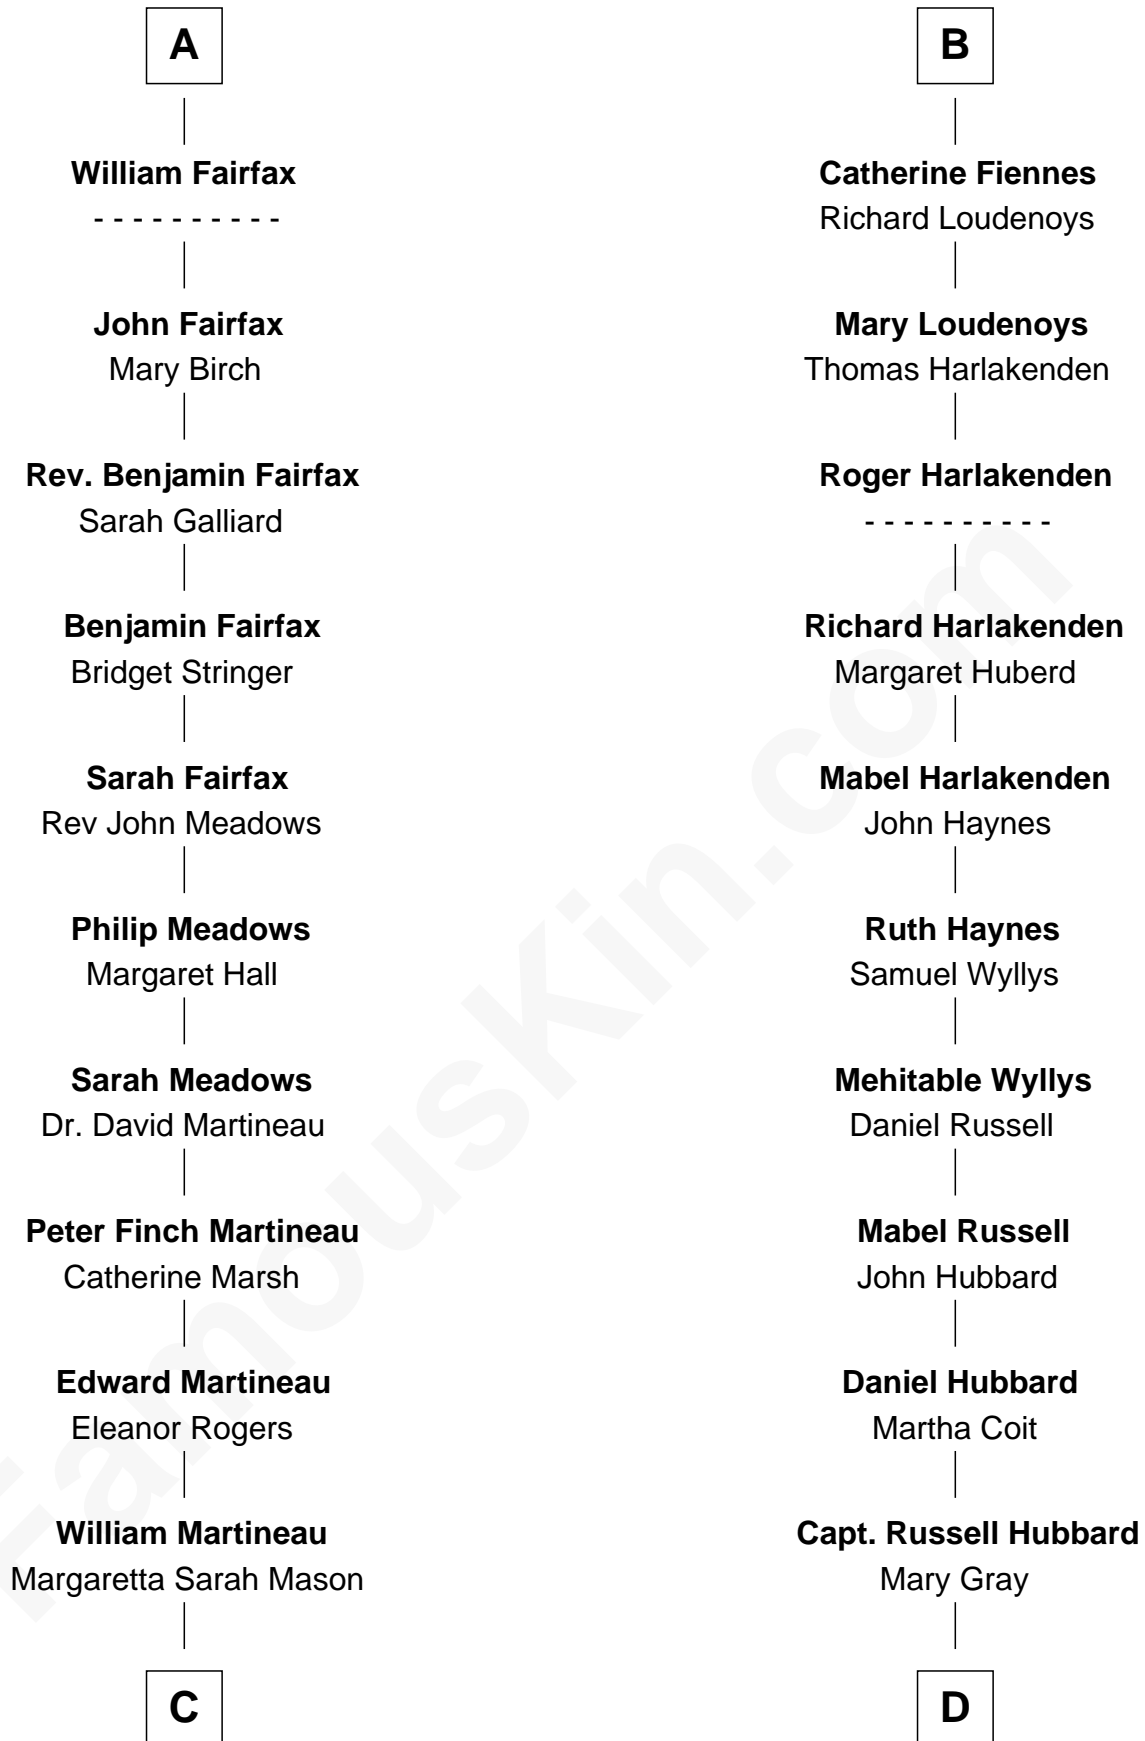 A
William Fairfax
- - - - - - - - - -
John Fairfax
Mary Birch
Rev. Benjamin Fairfax
Sarah Galliard
Benjamin Fairfax
Bridget Stringer
Sarah Fairfax
Rev John Meadows
Philip Meadows
Margaret Hall
Sarah Meadows
Dr. David Martineau
Peter Finch Martineau
Catherine Marsh
Edward Martineau
Eleanor Rogers
William Martineau
Margaretta Sarah Mason
C
B
Catherine Fiennes
Richard Loudenoys
Mary Loudenoys
Thomas Harlakenden
Roger Harlakenden
- - - - - - - - - -
Richard Harlakenden
Margaret Huberd
Mabel Harlakenden
John Haynes
Ruth Haynes
Samuel Wyllys
Mehitable Wyllys
Daniel Russell
Mabel Russell
John Hubbard
Daniel Hubbard
Martha Coit
Capt. Russell Hubbard
Mary Gray
D
FamousKin.com